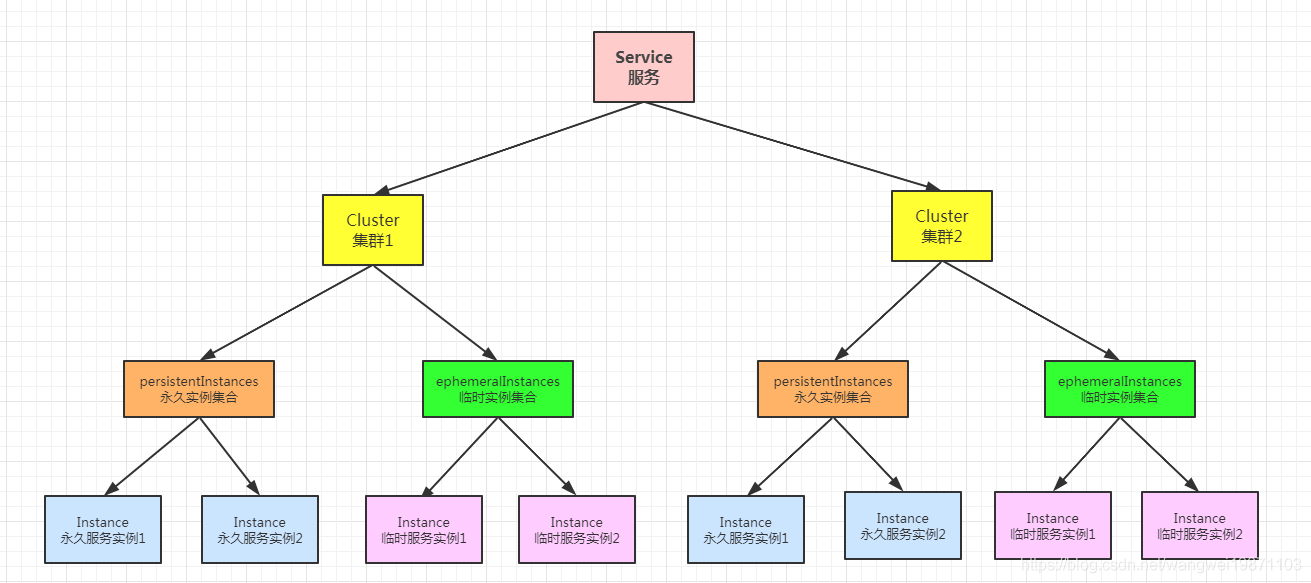 Service
服务
Cluster
集群1
Cluster
集群2
persistentInstances
永久实例集合
ephemeralInstances
临时实例集合
persistentInstances
永久实例集合
ephemeralInstances
临时实例集合
Instance
永久服务实例1
Instance
永久服务实例2
Instance
临时服务实例1
Instance
临时服务实例2
Instance
永久服务实例1
Instance
永久服务实例2
Instance
临时服务实例1
Instance
临时服务实例2
https://blog.csdn.net/wangwei19871103